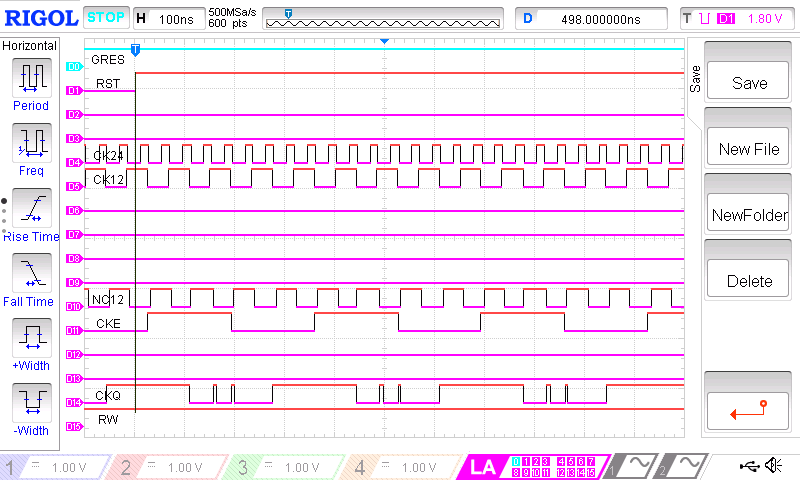 RIGOL STOP H 100ns 500MSa/s 600 pts T D 498.000000ns T D1 1.80 V
Horizontal
Period
Freq
Rise Time
Fall Time
+Width
-Width
D0 GRES
D1 RST
D2
D3
D4 CK24
D5 CK12
D6
D7
D8
D9
D10 NC12
D11 CKE
D12
D13
D14 CKQ
D15 RW
T
Save
Save
New File
NewFolder
Delete
1 1.00 V 2 1.00 V 3 1.00 V 4 1.00 V LA 0 1 2 3 4 5 6 7 1 2
8 9 10 11 12 13 14 15